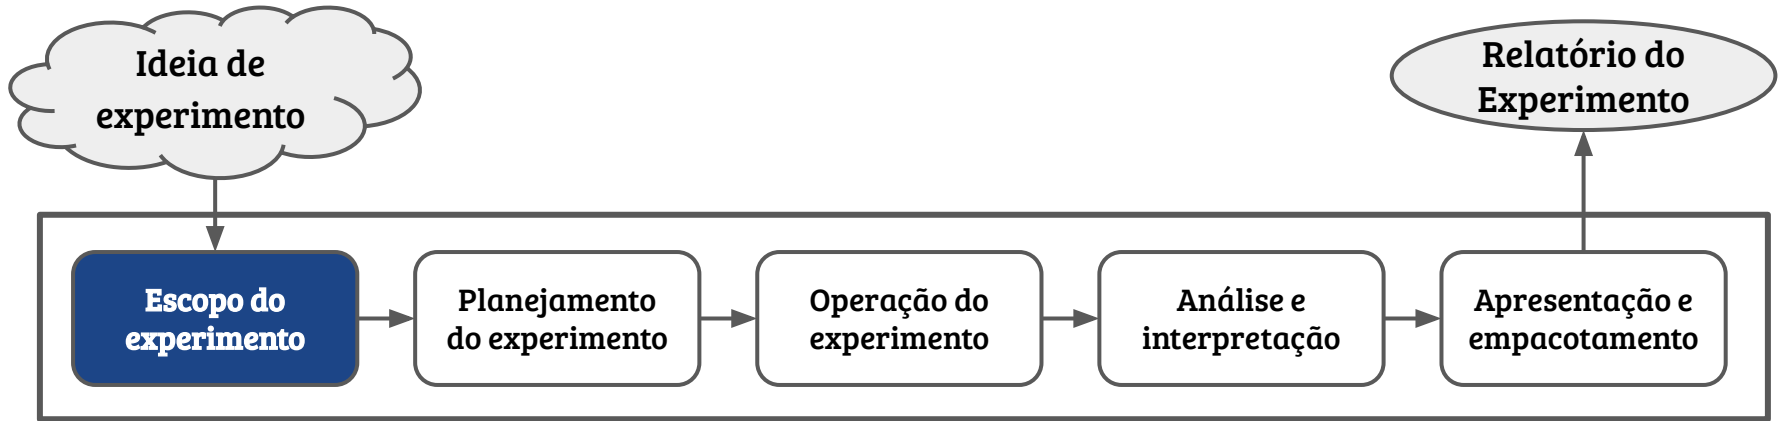 Ideia de
experimento
Relatório do
Experimento
Escopo do
experimento
Planejamento
do experimento
Operação do
experimento
Análise e
interpretação
Apresentação e
empacotamento